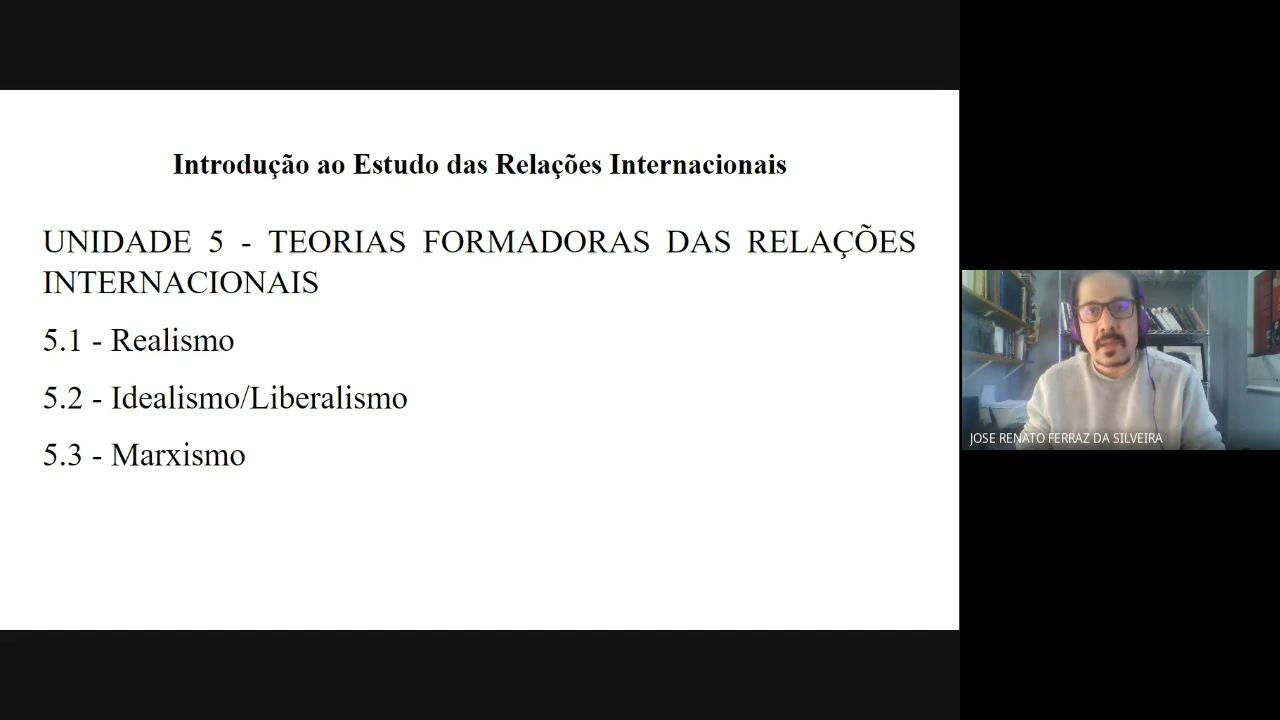 Introdução ao Estudo das Relações Internacionais
UNIDADE 5 - TEORIAS FORMADORAS DAS RELAÇÕES
INTERNACIONAIS
5.1 - Realismo
5.2 - Idealismo/Liberalismo
5.3 - Marxismo
JOSE RENATO FERRAZ DA SILVEIRA